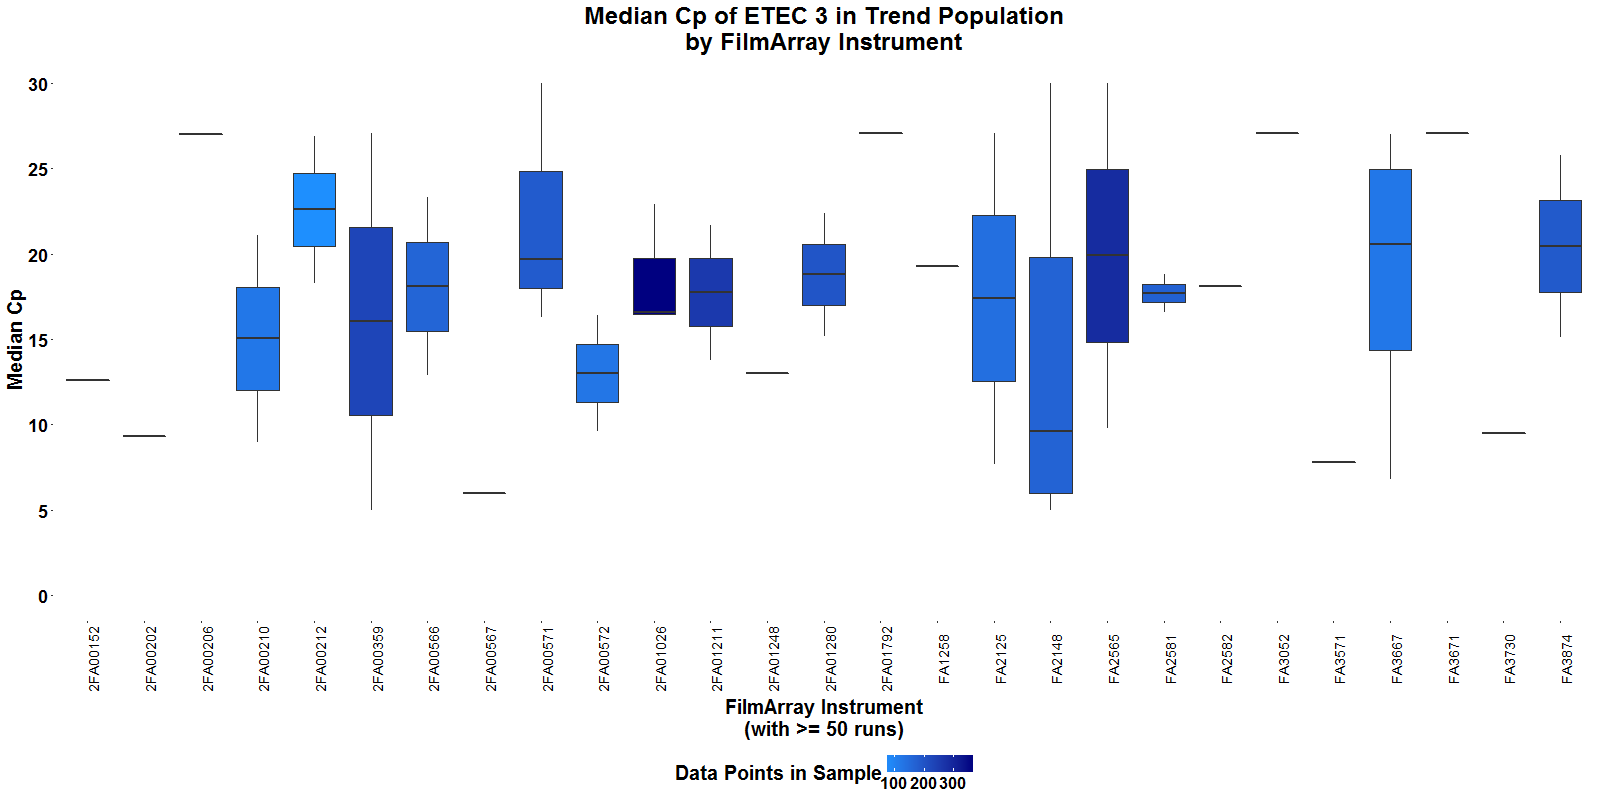 Median Cp of ETEC 3 in Trend Population
by FilmArray Instrument
Median Cp
30
25
20
15
10
5
0
2FA00152
2FA00202
2FA00206
2FA00210
2FA00212
2FA00359
2FA00566
2FA00567
2FA00571
2FA00572
2FA01026
2FA01211
2FA01248
2FA01280
2FA01792
FA1258
FA2125
FA2148
FA2565
FA2581
FA2582
FA3052
FA3571
FA3667
FA3671
FA3730
FA3874
FilmArray Instrument
(with >= 50 runs)
Data Points in Sample
100 200 300